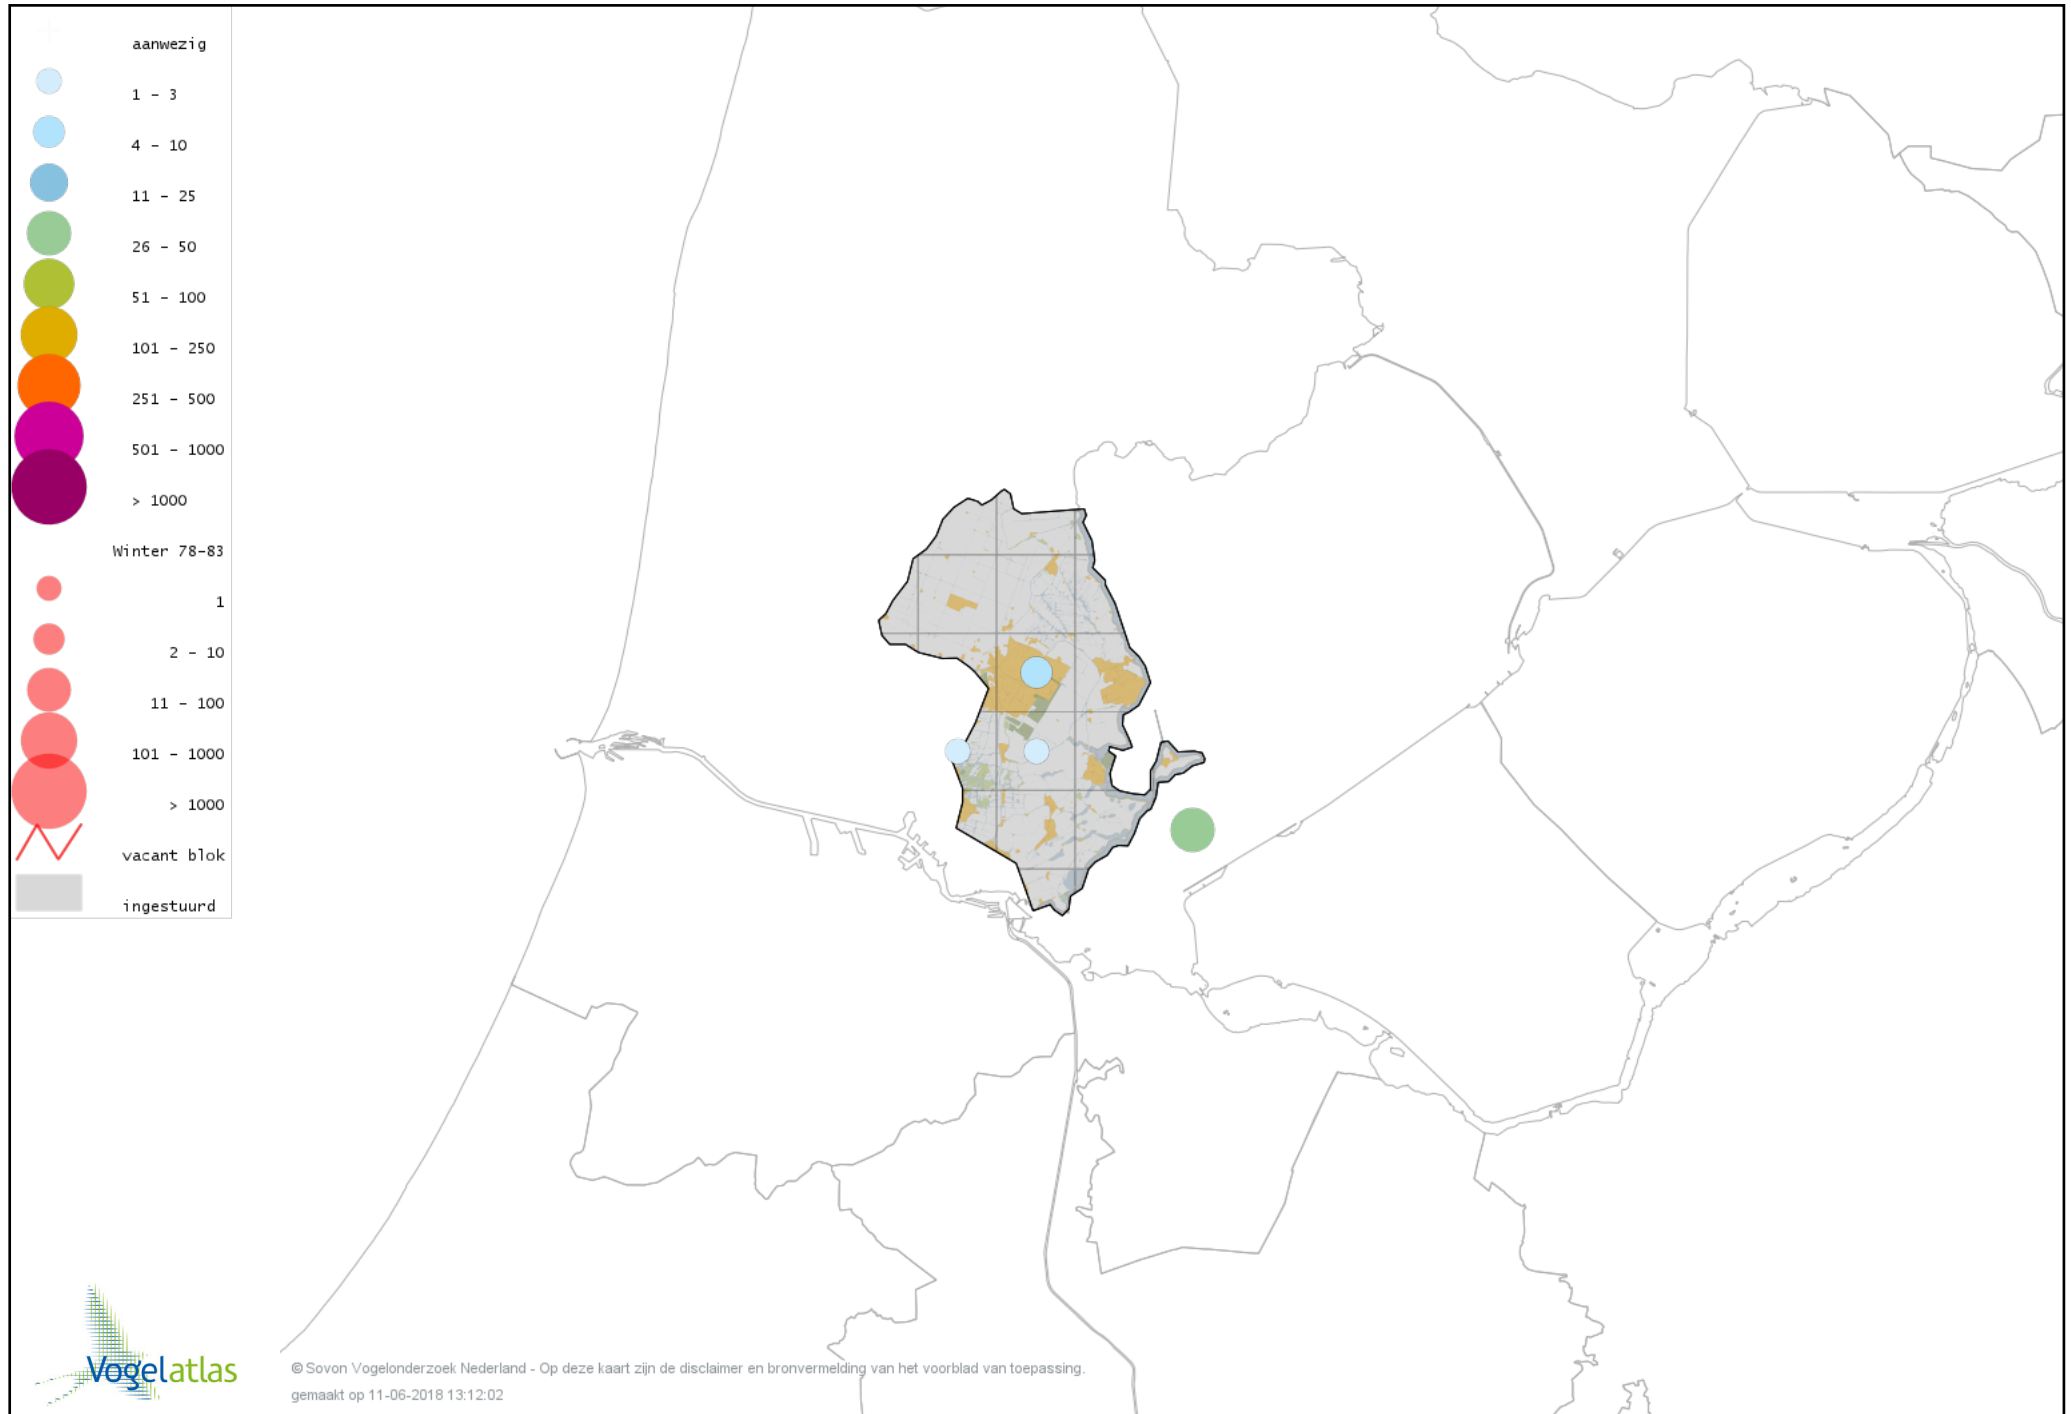 aanwezig
1 - 3
4 - 10
11 - 25
26 - 50
51 - 100
101 - 250
251 - 500
501 - 1000
> 1000
Winter 78-83
1
2 - 10
11 - 100
101 - 1000
> 1000
vacant blok
ingestuurd
Vogelatlas
© Sovon Vogelonderzoek Nederland - Op deze kaart zijn de disclaimer en bronvermelding van het voorblad van toepassing.
gemaakt op 11-06-2018 13:12:02